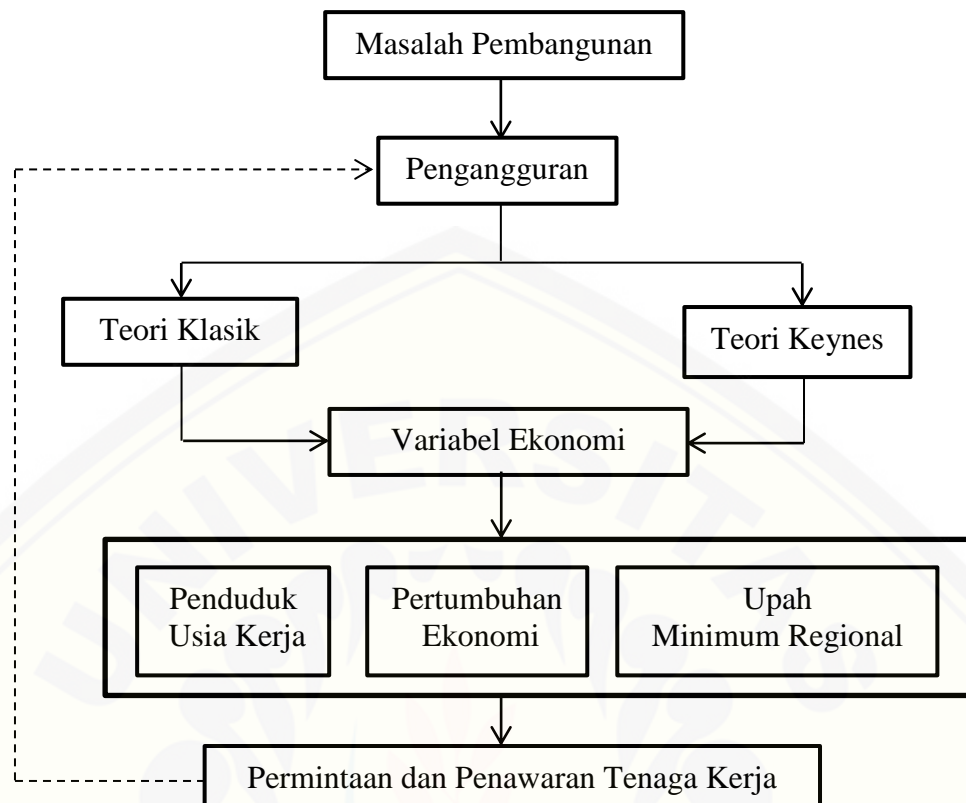 Masalah Pembangunan
Pengangguran
Teori Klasik
Teori Keynes
Variabel Ekonomi
Penduduk
Usia Kerja
Pertumbuhan
Ekonomi
Upah
Minimum Regional
Permintaan dan Penawaran Tenaga Kerja
UNIVERSITAS